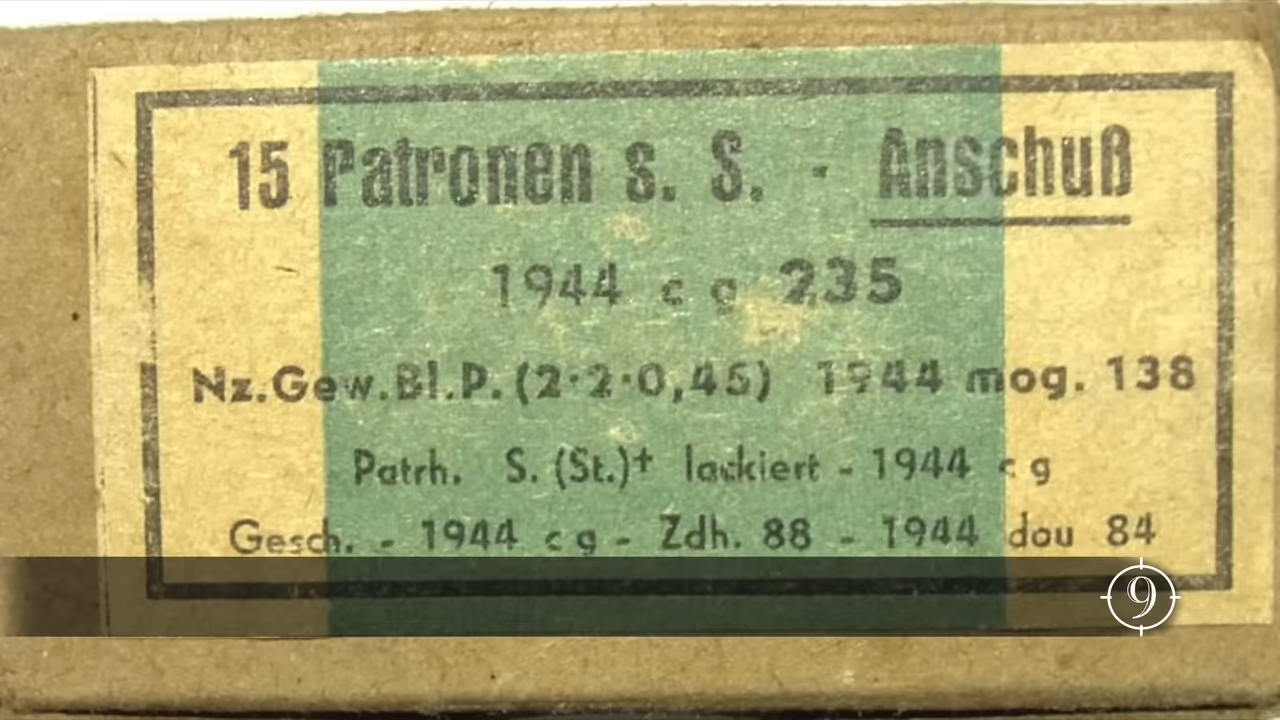 15 Patronen s. S. · Anschuß
1944 c g 235
Nz.Gew.Bl.P.(2·2·0,45) 1944 mog. 138
Patrh. S. (St.)+ lackiert - 1944 c g
Gesch. - 1944 c g - Zdh. 88 - 1944 dou 84
9